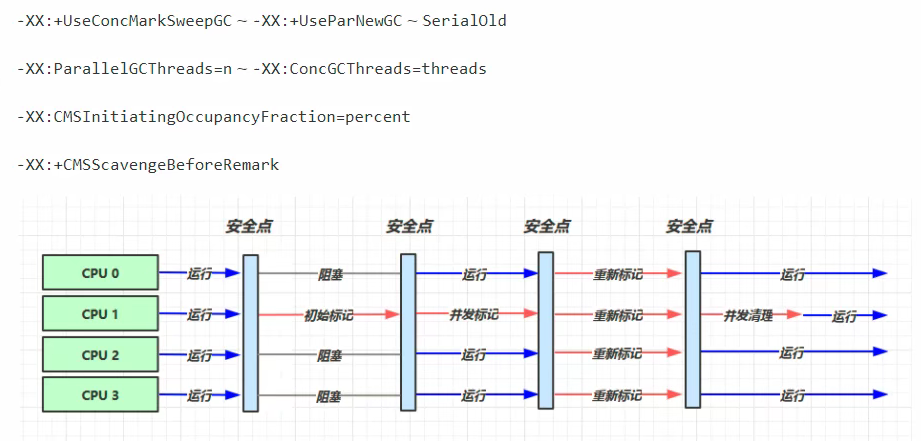 -XX:+UseConcMarkSweepGC ~ -XX:+UseParNewGC ~ SerialOld
-XX:ParallelGCThreads=n ~ -XX:ConcGCThreads=threads
-XX:CMSInitiatingOccupancyFraction=percent
-XX:+CMSScavengeBeforeRemark
安全点 安全点 安全点 安全点
CPU 0 运行 阻塞 运行 重新标记 运行
CPU 1 运行 初始标记 并发标记 重新标记 并发清理 运行
CPU 2 运行 阻塞 运行 重新标记 运行
CPU 3 运行 阻塞 运行 重新标记 运行